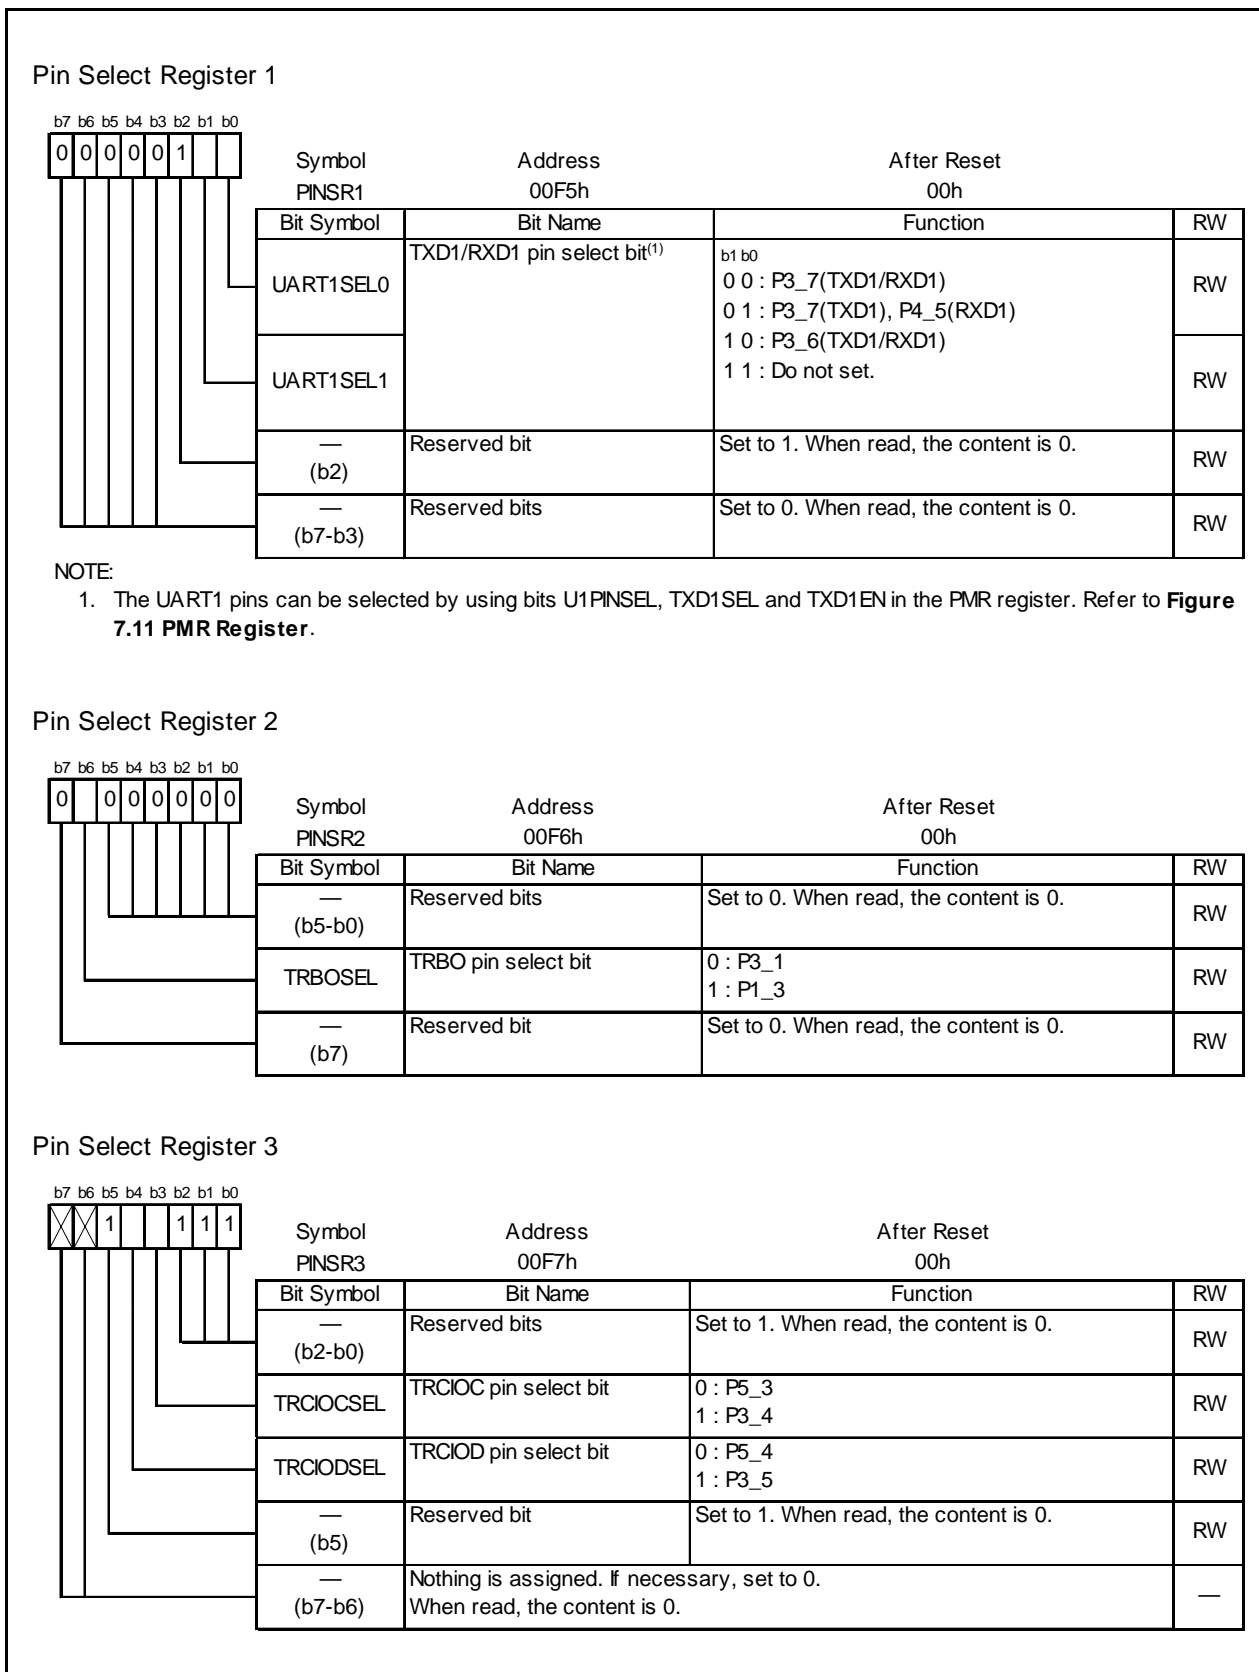 Pin Select Register 1
b7 b6 b5 b4 b3 b2 b1 b0
0 0 0 0 0 1
Symbol Address After Reset
PINSR1 00F5h 00h
Bit Symbol Bit Name Function RW
UART1SEL0 TXD1/RXD1 pin select bit(1) b1 b0
0 0 : P3_7(TXD1/RXD1) RW
0 1 : P3_7(TXD1), P4_5(RXD1)
1 0 : P3_6(TXD1/RXD1)
UART1SEL1 1 1 : Do not set. RW
— Reserved bit Set to 1. When read, the content is 0. RW
(b2)
— Reserved bits Set to 0. When read, the content is 0. RW
(b7-b3)
NOTE:
1. The UART1 pins can be selected by using bits U1PINSEL, TXD1SEL and TXD1EN in the PMR register. Refer to Figure
7.11 PMR Register.
Pin Select Register 2
b7 b6 b5 b4 b3 b2 b1 b0
0 0 0 0 0 0 0
Symbol Address After Reset
PINSR2 00F6h 00h
Bit Symbol Bit Name Function RW
— Reserved bits Set to 0. When read, the content is 0. RW
(b5-b0)
TRBOSEL TRBO pin select bit 0 : P3_1 RW
1 : P1_3
— Reserved bit Set to 0. When read, the content is 0. RW
(b7)
Pin Select Register 3
b7 b6 b5 b4 b3 b2 b1 b0
1 1 1 1
Symbol Address After Reset
PINSR3 00F7h 00h
Bit Symbol Bit Name Function RW
— Reserved bits Set to 1. When read, the content is 0. RW
(b2-b0)
TRCIOCSEL TRCIOC pin select bit 0 : P5_3 RW
1 : P3_4
TRCIODSEL TRCIOD pin select bit 0 : P5_4 RW
1 : P3_5
— Reserved bit Set to 1. When read, the content is 0. RW
(b5)
— Nothing is assigned. If necessary, set to 0. —
(b7-b6) When read, the content is 0.